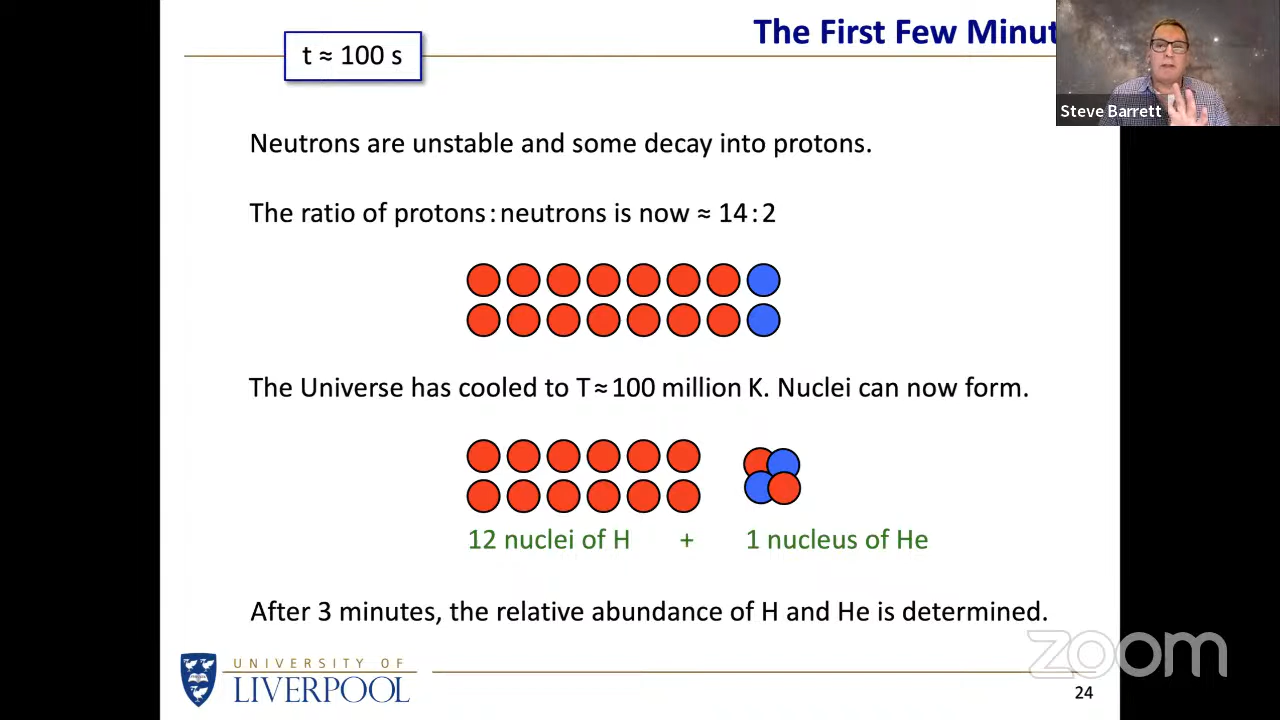 The First Few Minut
t ≈ 100 s
Steve Barrett
Neutrons are unstable and some decay into protons.
The ratio of protons:neutrons is now ≈ 14:2
The Universe has cooled to T ≈ 100 million K. Nuclei can now form.
12 nuclei of H + 1 nucleus of He
After 3 minutes, the relative abundance of H and He is determined.
zoom
UNIVERSITY OF
LIVERPOOL
24